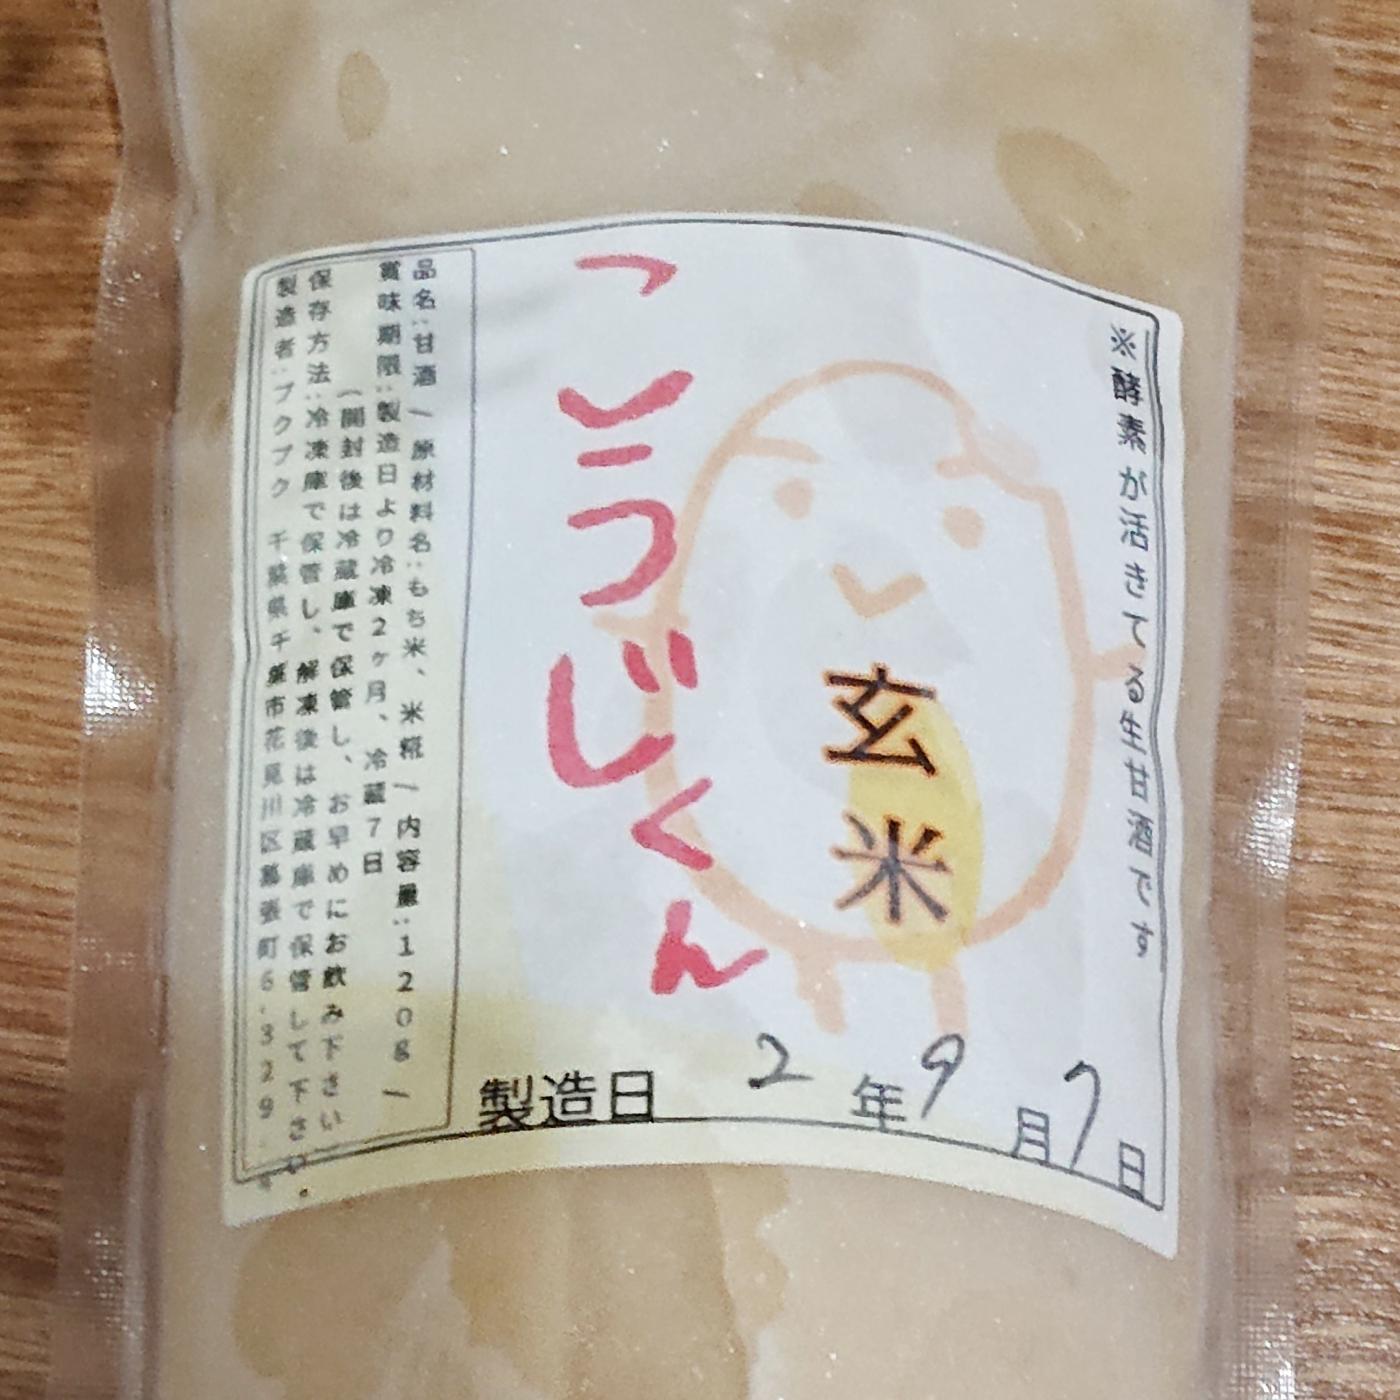 ※酵素が活きてる生甘酒です
こうじくん
玄米
製造日 2年9月7日
品名:甘酒/原材料名:もち米、米糀/内容量:120g/
賞味期限:製造日より冷凍2ヶ月、冷蔵7日
(開封後は冷蔵庫で保管し、お早めにお飲み下さい)
保存方法:冷凍庫で保管し、解凍後は冷蔵庫で保管して下さい。
製造者:プクプク 千葉県千葉市花見川区幕張町6-329-